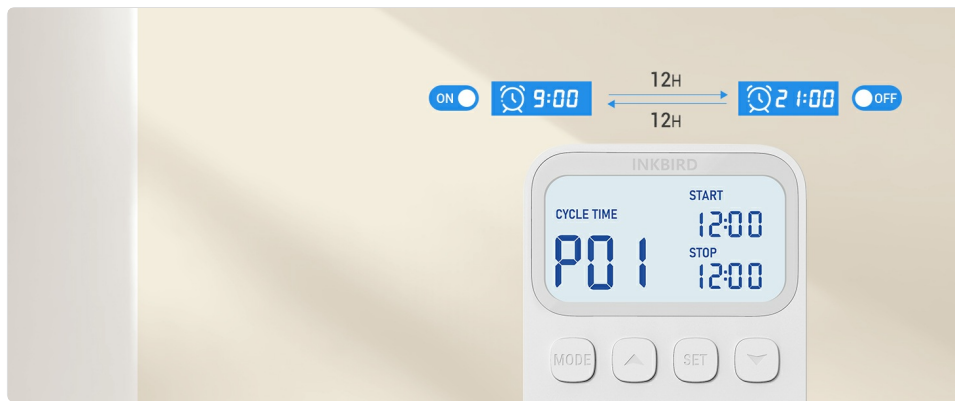 12H
ON 9:00 21:00 OFF
12H
INKBIRD
START
CYCLE TIME 12:00
P01 STOP
12:00
MODE SET